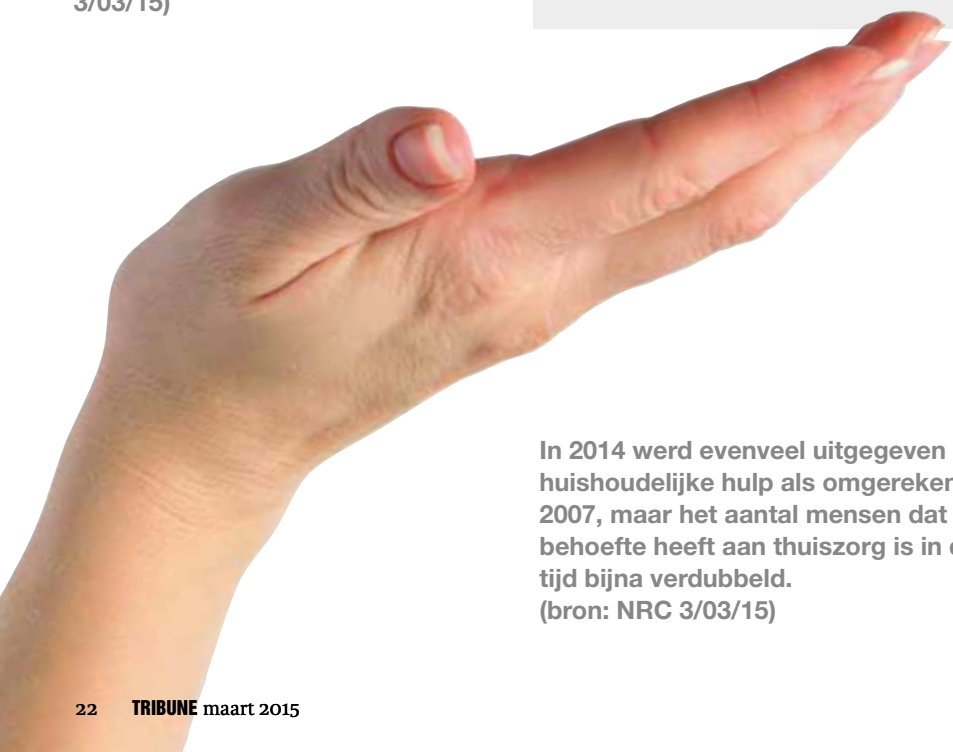 3/03/15)
In 2014 werd evenveel uitgegeven
huishoudelijke hulp als
2007, maar het aantal mensen dat
behoefte heeft aan thuiszorg is in
tijd bijna verdubbeld.
(bron: NRC 3/03/15)
22 TRIBUNE maart 2015